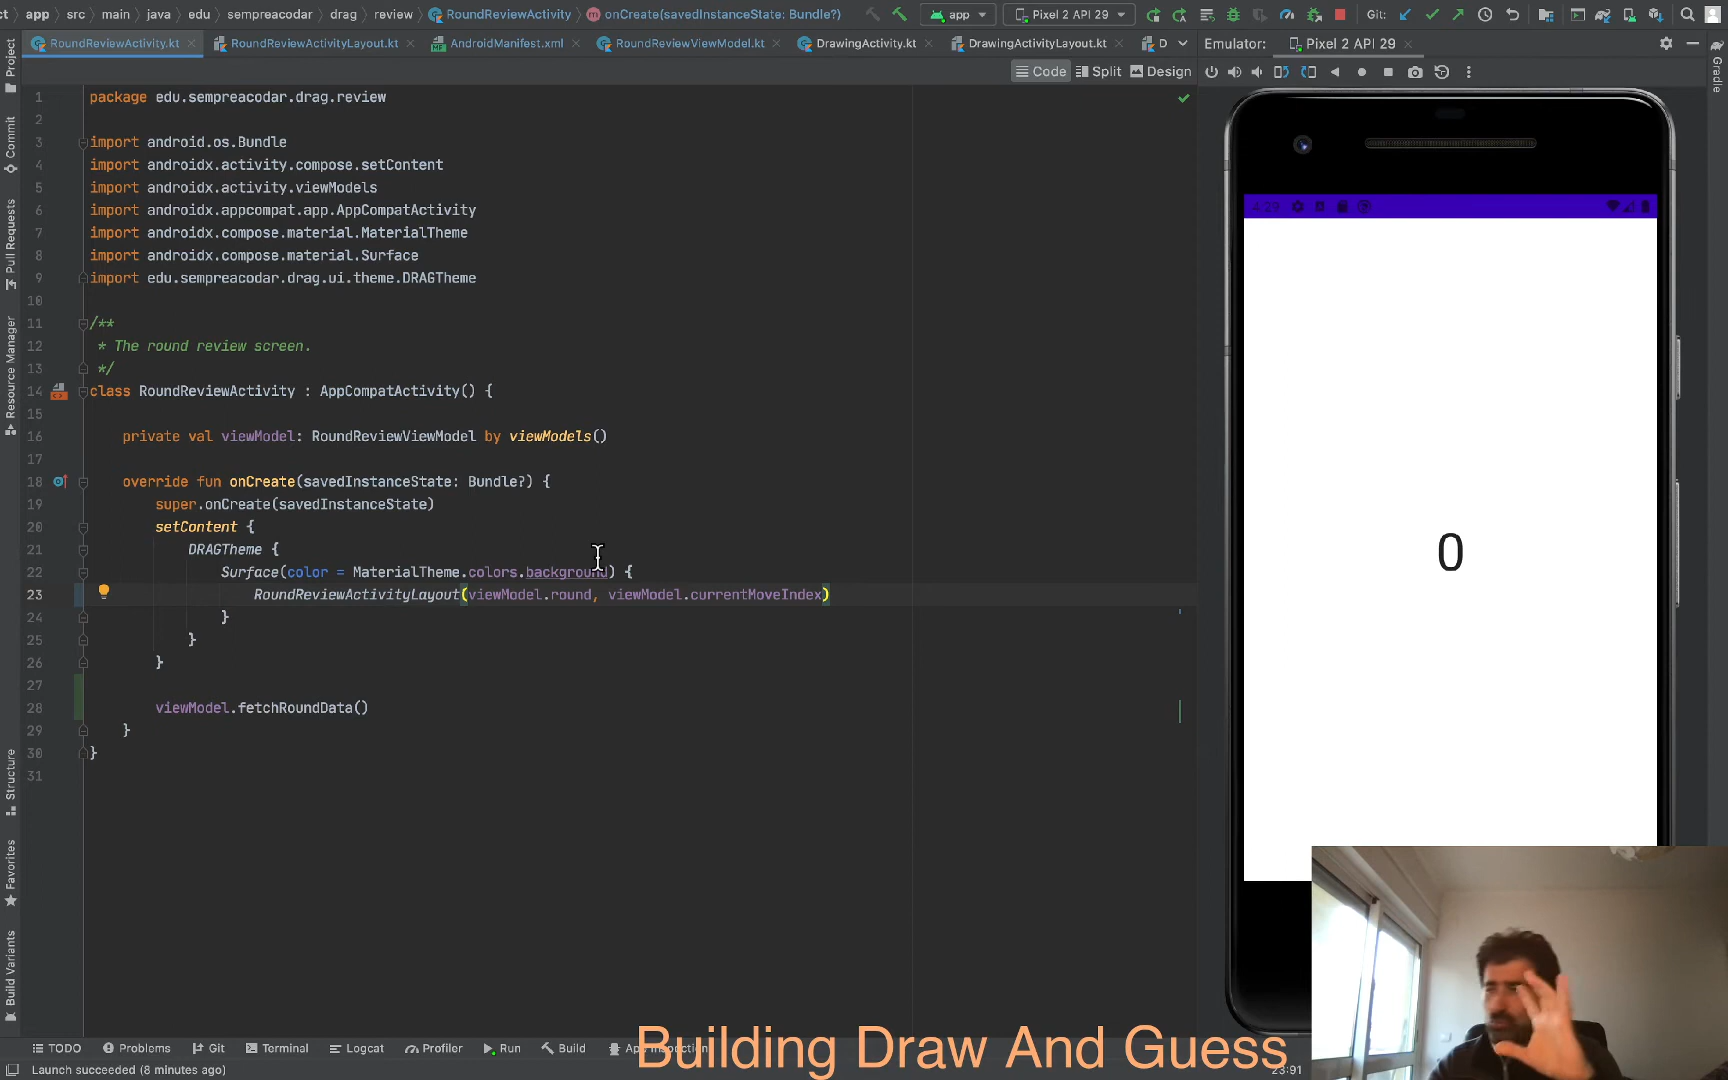 ct › app › src › main › java › edu › sempreacodar › drag › review › RoundReviewActivity › onCreate(savedInstanceState: Bundle?)
app
Pixel 2 API 29
Git:
RoundReviewActivity.kt
RoundReviewActivityLayout.kt
AndroidManifest.xml
RoundReviewViewModel.kt
DrawingActivity.kt
DrawingActivityLayout.kt
D
Emulator:
Pixel 2 API 29
Code
Split
Design
Project
Commit
Pull Requests
Resource Manager
Structure
Favorites
Build Variants
Gradle
1 package edu.sempreacodar.drag.review
2
3 import android.os.Bundle
4 import androidx.activity.compose.setContent
5 import androidx.activity.viewModels
6 import androidx.appcompat.app.AppCompatActivity
7 import androidx.compose.material.MaterialTheme
8 import androidx.compose.material.Surface
9 import edu.sempreacodar.drag.ui.theme.DRAGTheme
10
11 /**
12 * The round review screen.
13 */
14 class RoundReviewActivity : AppCompatActivity() {
15
16 private val viewModel: RoundReviewViewModel by viewModels()
17
18 override fun onCreate(savedInstanceState: Bundle?) {
19 super.onCreate(savedInstanceState)
20 setContent {
21 DRAGTheme {
22 Surface(color = MaterialTheme.colors.background) {
23 RoundReviewActivityLayout(viewModel.round, viewModel.currentMoveIndex)
24 }
25 }
26 }
27
28 viewModel.fetchRoundData()
29 }
30 }
31
4:29
0
TODO
Problems
Git
Terminal
Logcat
Profiler
Run
Build
Building Draw And Guess
Launch succeeded (8 minutes ago)
23:91